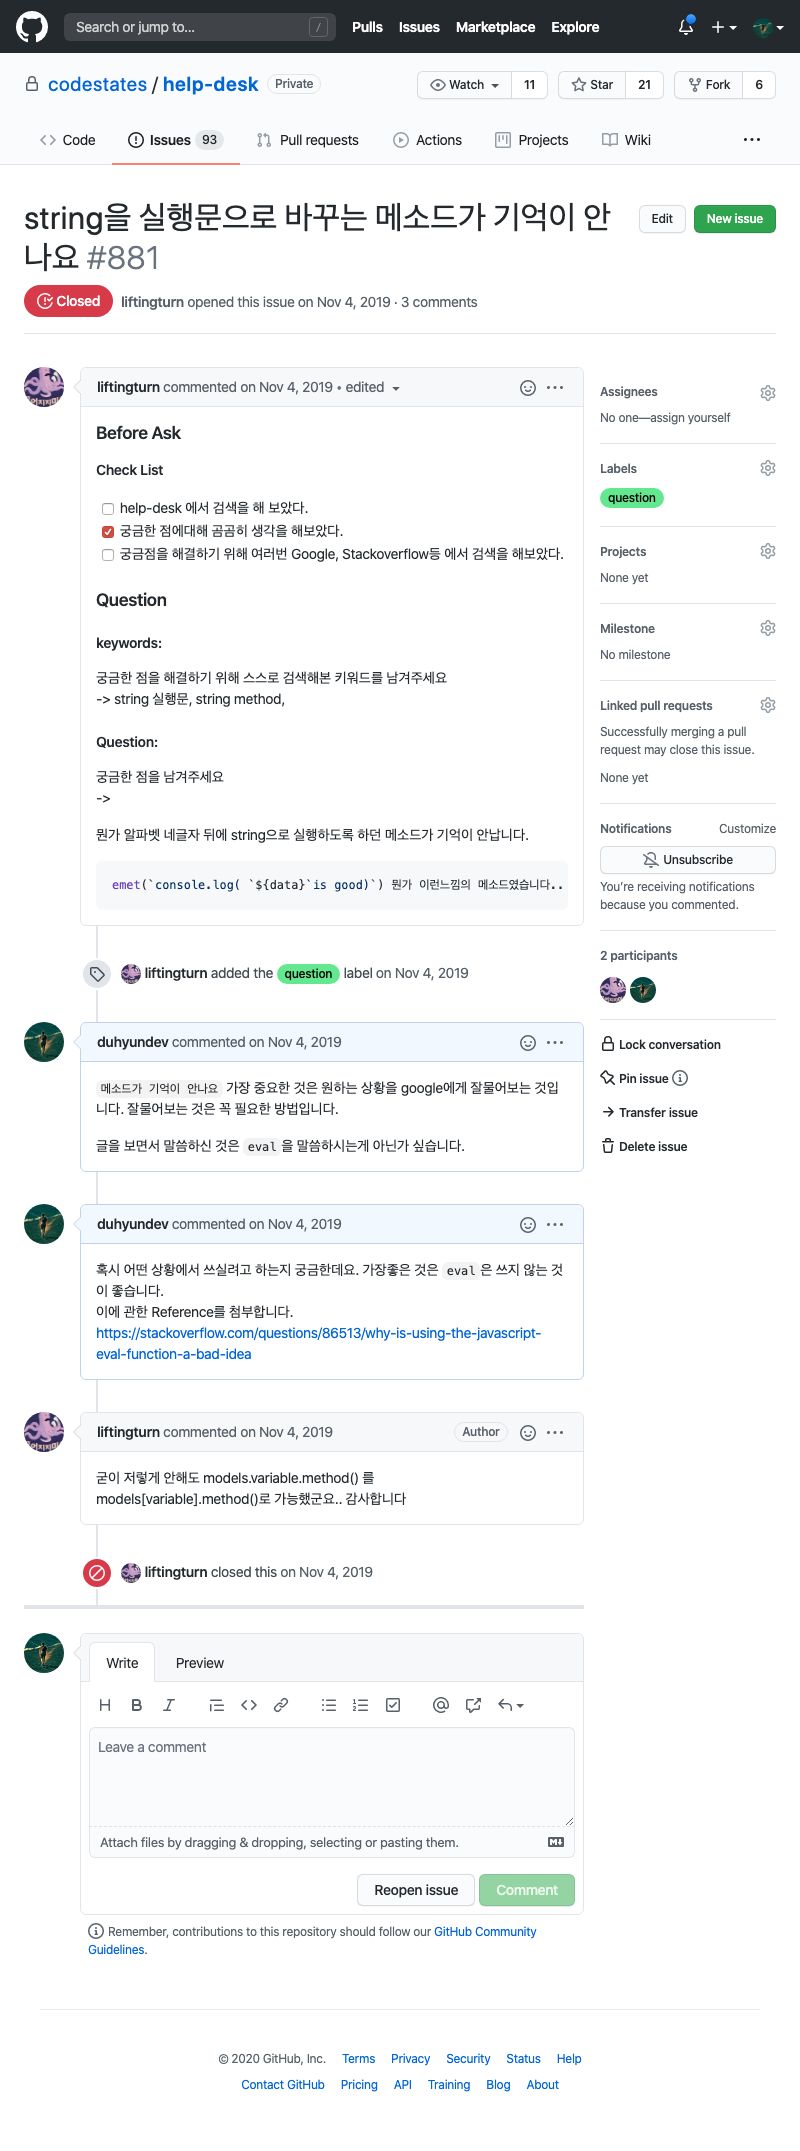 Search or jump to... /
Pulls Issues Marketplace Explore
codestates / help-desk Private
Watch 11 Star 21 Fork 6
Code Issues 93 Pull requests Actions Projects Wiki ...
string을 실행문으로 바꾸는 메소드가 기억이 안
나요 #881
Edit New issue
Closed liftingturn opened this issue on Nov 4, 2019 · 3 comments
liftingturn commented on Nov 4, 2019 • edited
Before Ask
Check List
help-desk 에서 검색을 해 보았다.
궁금한 점에대해 곰곰히 생각을 해보았다.
궁금점을 해결하기 위해 여러번 Google, Stackoverflow등 에서 검색을 해보았다.
Question
keywords:
궁금한 점을 해결하기 위해 스스로 검색해본 키워드를 남겨주세요
-> string 실행문, string method,
Question:
궁금한 점을 남겨주세요
->
뭔가 알파벳 네글자 뒤에 string으로 실행하도록 하던 메소드가 기억이 안납니다.
emet(`console.log( `${data}`is good)`) 뭔가 이런느낌의 메소드였습니다..
liftingturn added the question label on Nov 4, 2019
duhyundev commented on Nov 4, 2019
메소드가 기억이 안나요 가장 중요한 것은 원하는 상황을 google에게 잘물어보는 것입
니다. 잘물어보는 것은 꼭 필요한 방법입니다.
글을 보면서 말씀하신 것은 eval 을 말씀하시는게 아닌가 싶습니다.
duhyundev commented on Nov 4, 2019
혹시 어떤 상황에서 쓰실려고 하는지 궁금한데요. 가장좋은 것은 eval 은 쓰지 않는 것
이 좋습니다.
이에 관한 Reference를 첨부합니다.
https://stackoverflow.com/questions/86513/why-is-using-the-javascript-
eval-function-a-bad-idea
liftingturn commented on Nov 4, 2019 Author
굳이 저렇게 안해도 models.variable.method() 를
models[variable].method()로 가능했군요.. 감사합니다
liftingturn closed this on Nov 4, 2019
Assignees
No one—assign yourself
Labels
question
Projects
None yet
Milestone
No milestone
Linked pull requests
Successfully merging a pull
request may close this issue.
None yet
Notifications Customize
Unsubscribe
You're receiving notifications
because you commented.
2 participants
Lock conversation
Pin issue
Transfer issue
Delete issue
Write Preview
Leave a comment
Attach files by dragging & dropping, selecting or pasting them.
Reopen issue Comment
Remember, contributions to this repository should follow our GitHub Community
Guidelines.
© 2020 GitHub, Inc. Terms Privacy Security Status Help
Contact GitHub Pricing API Training Blog About